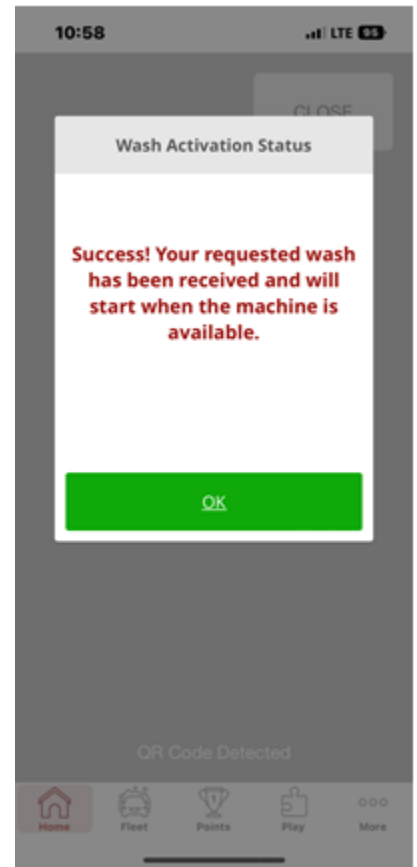 10:58
LTE 95
CLOSE
Wash Activation Status
Success! Your requested wash
has been received and will
start when the machine is
available.
OK
QR Code Detected
Home Fleet Points Play More